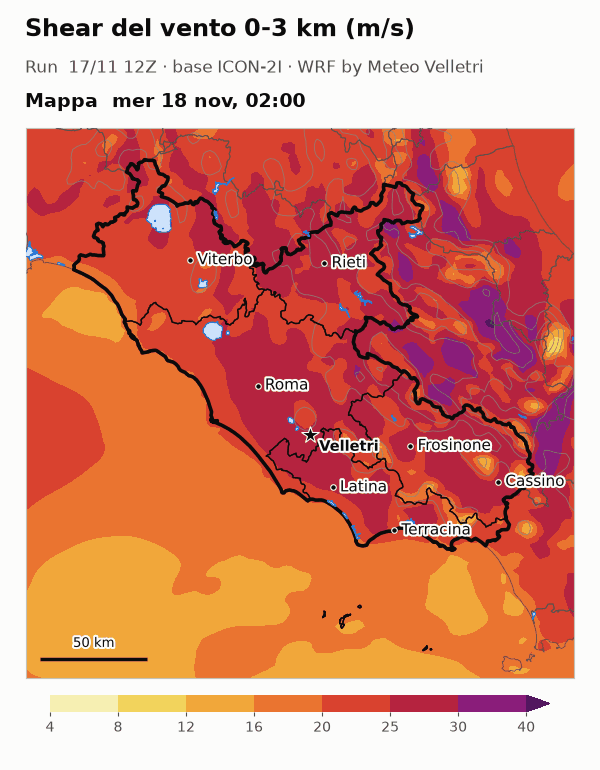 Shear del vento 0-3 km (m/s)
Run 17/11 12Z · base ICON-2I · WRF by Meteo Velletri
Mappa mer 18 nov, 02:00
Viterbo
Rieti
Roma
Velletri
Frosinone
Cassino
Latina
Terracina
50 km
4 8 12 16 20 25 30 40